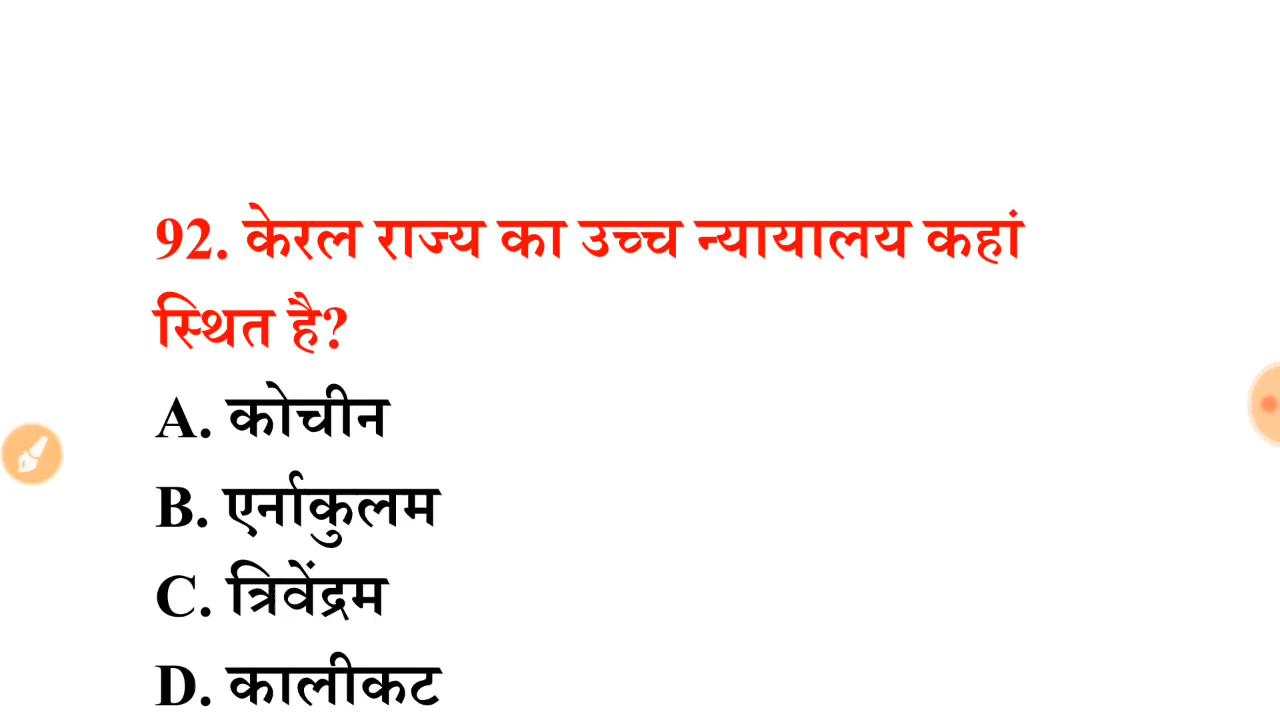 92. केरल राज्य का उच्च न्यायालय कहां
स्थित है?
A. कोचीन
B. एर्नाकुलम
C. त्रिवेंद्रम
D. कालीकट